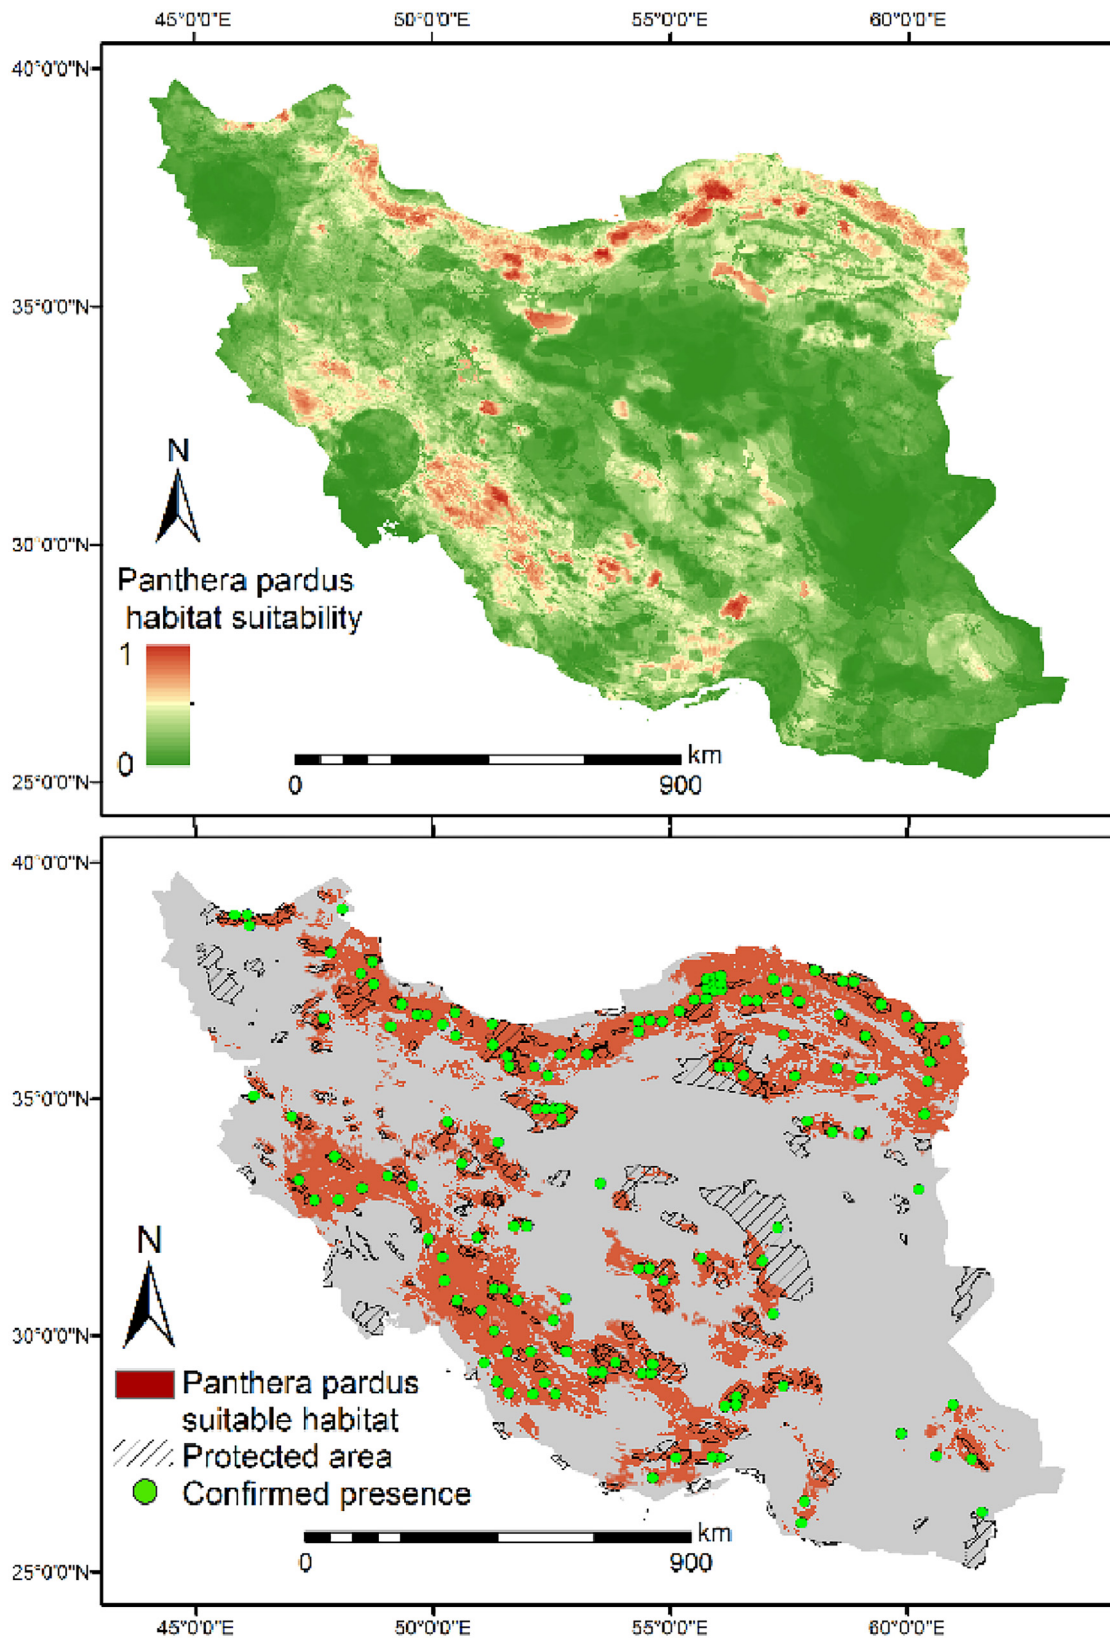 45°0'0"E 50°0'0"E 55°0'0"E 60°0'0"E
40°0'0"N
35°0'0"N
N
30°0'0"N
Panthera pardus
habitat suitability
1
0
km
0 900
25°0'0"N
40°0'0"N
35°0'0"N
N
30°0'0"N
Panthera pardus
suitable habitat
Protected area
Confirmed presence
km
0 900
25°0'0"N
45°0'0"E 50°0'0"E 55°0'0"E 60°0'0"E